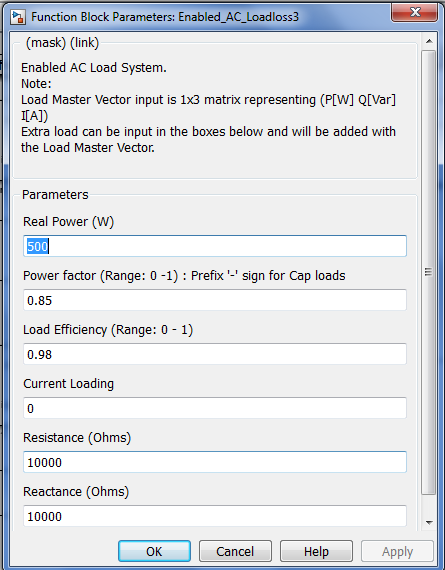 Function Block Parameters: Enabled_AC_Loadloss3
(mask) (link)
Enabled AC Load System.
Note:
Load Master Vector input is 1x3 matrix representing (P[W] Q[Var]
I[A])
Extra load can be input in the boxes below and will be added with
the Load Master Vector.
Parameters
Real Power (W)
500
Power factor (Range: 0 -1) : Prefix '-' sign for Cap loads
0.85
Load Efficiency (Range: 0 - 1)
0.98
Current Loading
0
Resistance (Ohms)
10000
Reactance (Ohms)
10000
OK Cancel Help Apply